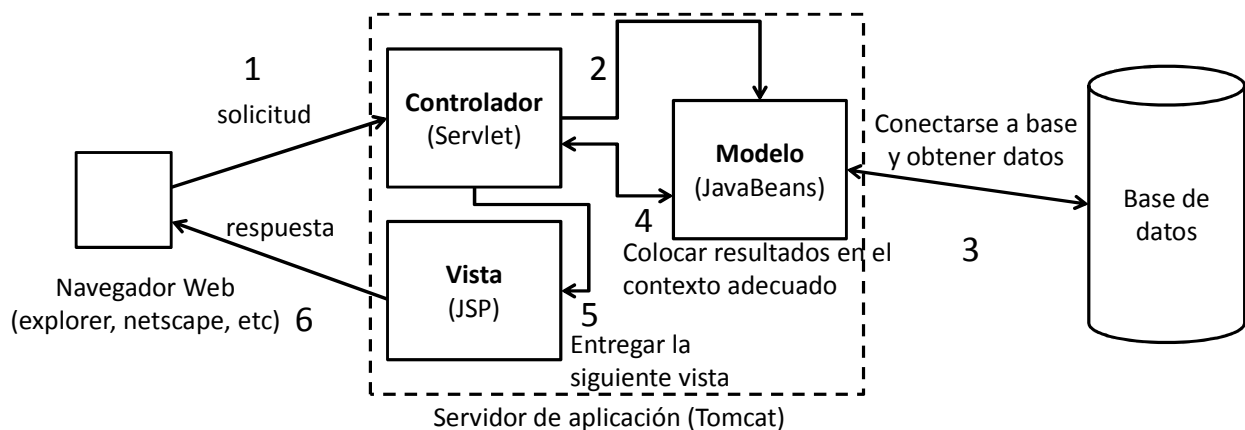 1
solicitud
2
Controlador
(Servlet)
Modelo
(JavaBeans)
Conectarse a base
y obtener datos
3
Base de
datos
4
Colocar resultados en el
contexto adecuado
Vista
(JSP)
5
Entregar la
siguiente vista
respuesta
6
Navegador Web
(explorer, netscape, etc)
Servidor de aplicación (Tomcat)